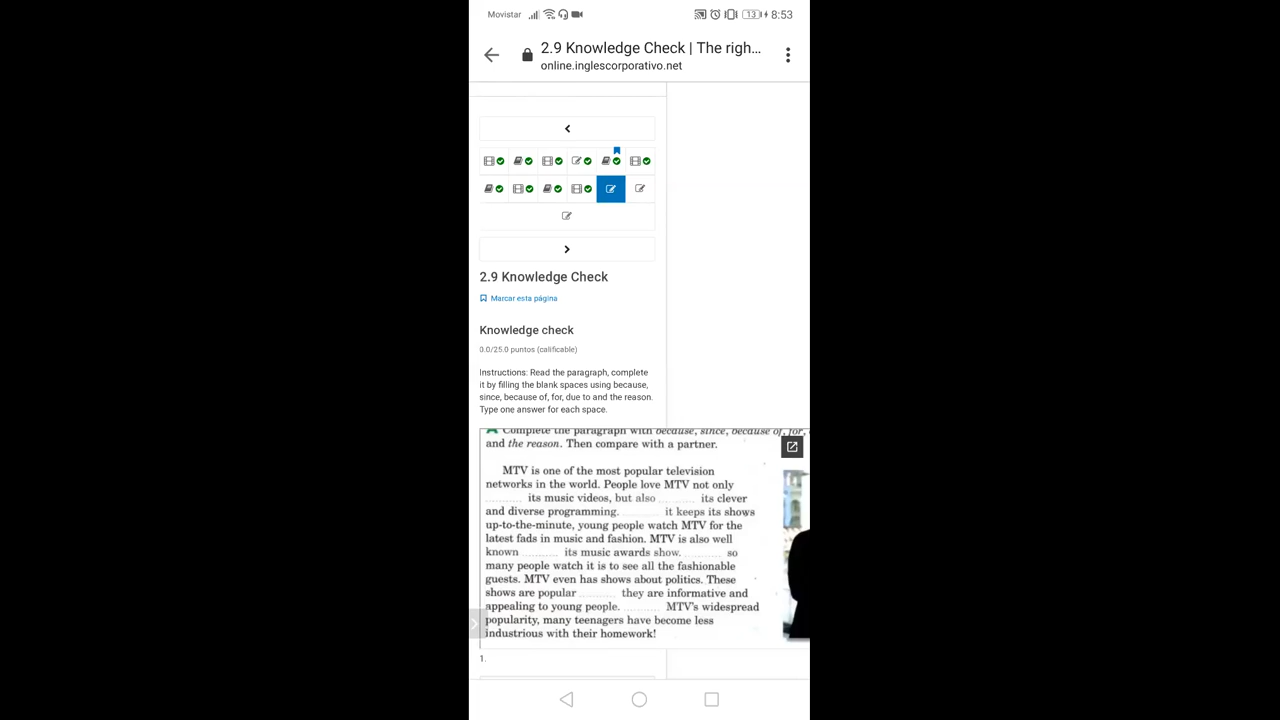 Movistar 13 8:53
2.9 Knowledge Check | The righ...
online.inglescorporativo.net
2.9 Knowledge Check
Marcar esta página
Knowledge check
0.0/25.0 puntos (calificable)
Instructions: Read the paragraph, complete
it by filling the blank spaces using because,
since, because of, for, due to and the reason.
Type one answer for each space.
A Complete the paragraph with because, since, because of, for,
and the reason. Then compare with a partner.
MTV is one of the most popular television
networks in the world. People love MTV not only
.......... its music videos, but also .......... its clever
and diverse programming. .......... it keeps its shows
up-to-the-minute, young people watch MTV for the
latest fads in music and fashion. MTV is also well
known .......... its music awards show. .......... so
many people watch it is to see all the fashionable
guests. MTV even has shows about politics. These
shows are popular .......... they are informative and
appealing to young people. .......... MTV's widespread
popularity, many teenagers have become less
industrious with their homework!
1.